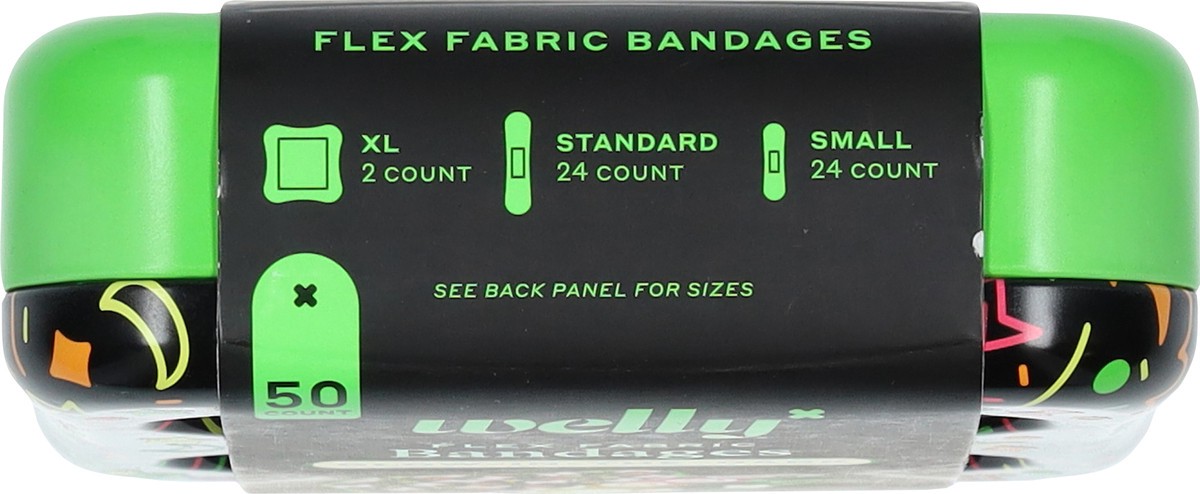 FLEX FABRIC BANDAGES
XL
2 COUNT
STANDARD
24 COUNT
SMALL
24 COUNT
SEE BACK PANEL FOR SIZES
50
COUNT
welly
FLEX FABRIC
Bandages